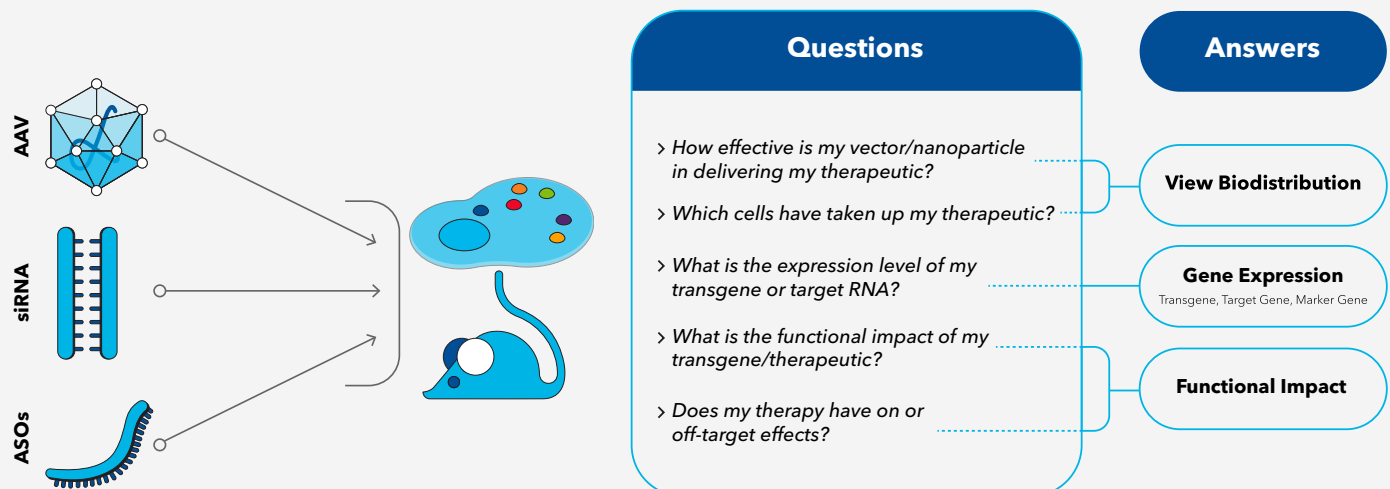 AAV
siRNA
ASOs
Questions
> How effective is my vector/nanoparticle
in delivering my therapeutic?
> Which cells have taken up my therapeutic?
> What is the expression level of my
transgene or target RNA?
> What is the functional impact of my
transgene/therapeutic?
> Does my therapy have on or
off-target effects?
Answers
View Biodistribution
Gene Expression
Transgene, Target Gene, Marker Gene
Functional Impact